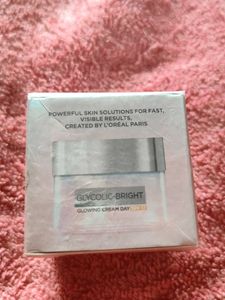 POWERFUL SKIN SOLUTIONS FOR FAST,
VISIBLE RESULTS,
CREATED BY L'ORÉAL PARIS
GLYCOLIC-BRIGHT
GLOWING CREAM DAY